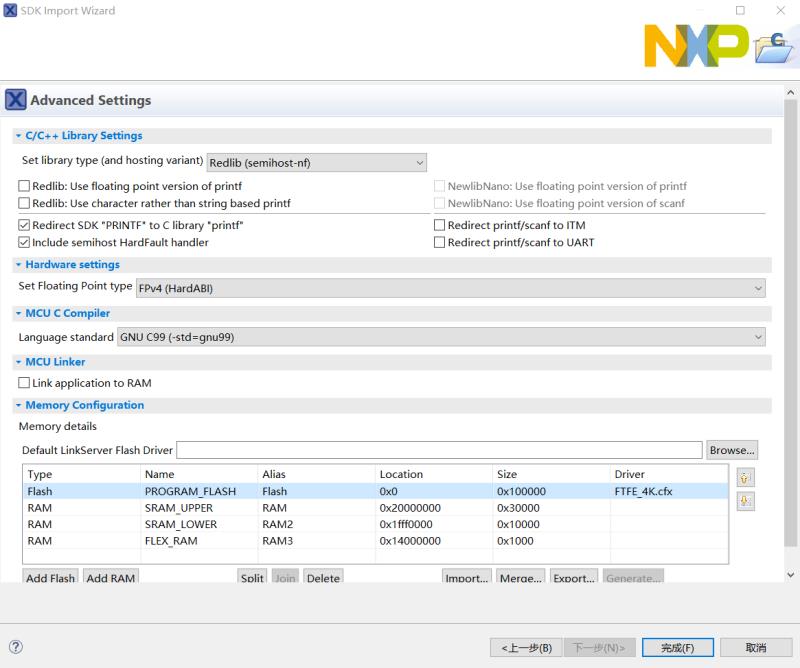 SDK Import Wizard
NXP
Advanced Settings
C/C++ Library Settings
Set library type (and hosting variant) Redlib (semihost-nf)
Redlib: Use floating point version of printf NewlibNano: Use floating point version of printf
Redlib: Use character rather than string based printf NewlibNano: Use floating point version of scanf
Redirect SDK "PRINTF" to C library "printf" Redirect printf/scanf to ITM
Include semihost HardFault handler Redirect printf/scanf to UART
Hardware settings
Set Floating Point type FPv4 (HardABI)
MCU C Compiler
Language standard GNU C99 (-std=gnu99)
MCU Linker
Link application to RAM
Memory Configuration
Memory details
Default LinkServer Flash Driver Browse...
Type Name Alias Location Size Driver
Flash PROGRAM_FLASH Flash 0x0 0x100000 FTFE_4K.cfx
RAM SRAM_UPPER RAM 0x20000000 0x30000
RAM SRAM_LOWER RAM2 0x1fff0000 0x10000
RAM FLEX_RAM RAM3 0x14000000 0x1000
Add Flash Add RAM Split Join Delete Import... Merge... Export... Generate...
<上一步(B) 下一步(N)> 完成(F) 取消